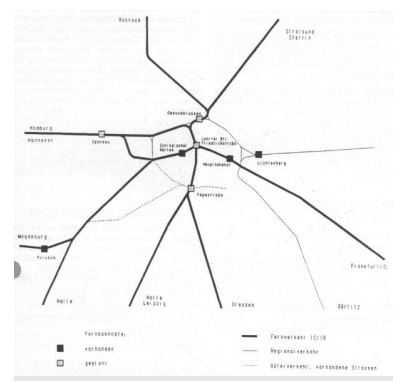 Rostock
Stralsund
Stettin
Gesundbrunnen
Hamburg
Hannover
Spandau
Zoologischer
Garten
Lehrter Bf/
Friedrichstraße
Hauptbahnhof
Lichtenberg
Papestraße
Magdeburg
Potsdam
Halle
Halle
Leipzig
Dresden
Görlitz
Frankfurt/O.
Fernbahnhöfe:
vorhanden
geplant
Fernverkehr IC/IR
Regionalverkehr
Güterverkehr, vorhandene Strecken